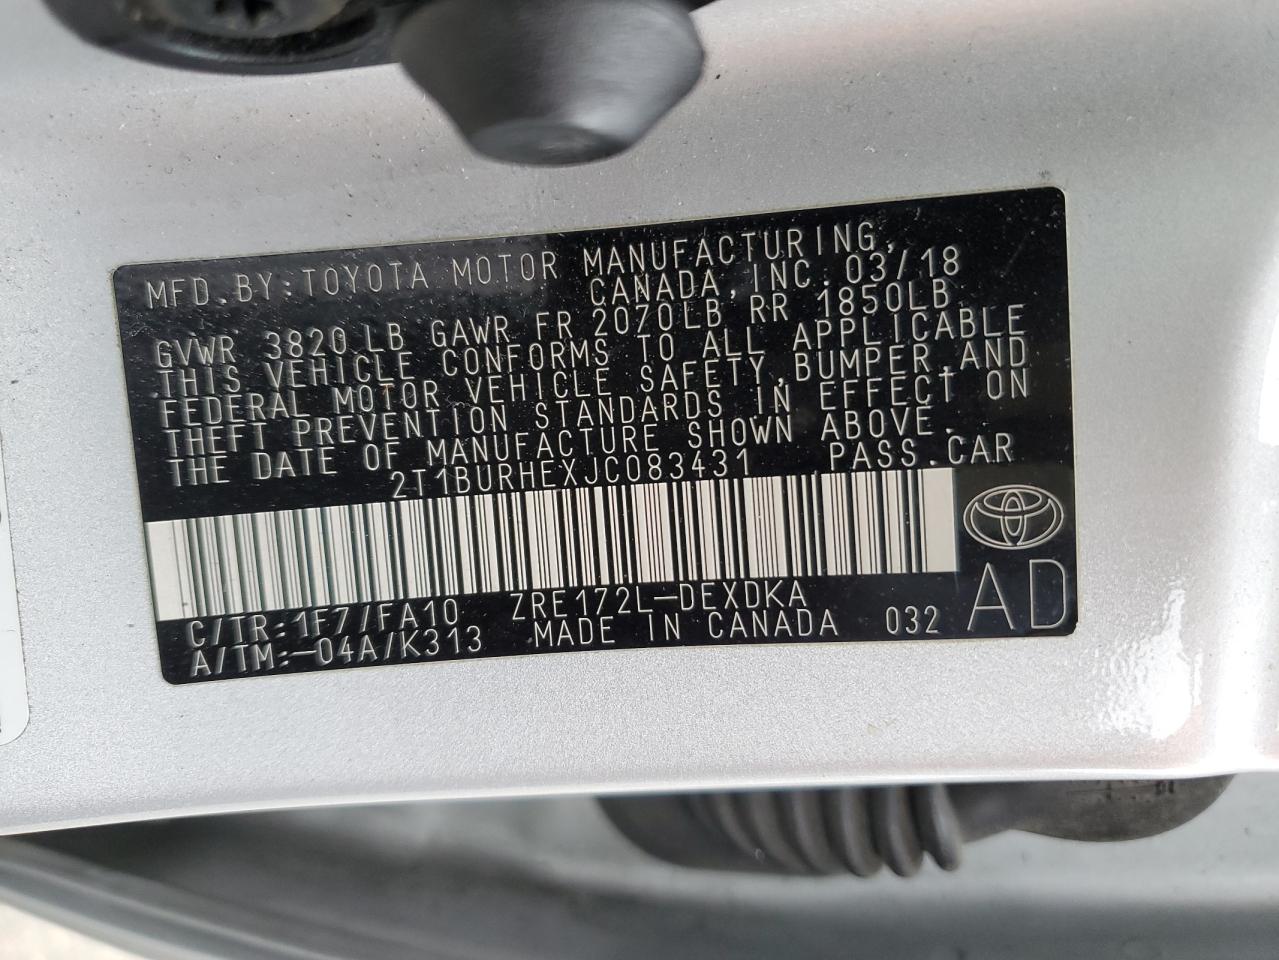 MFD.BY:TOYOTA MOTOR MANUFACTURING,
CANADA,INC.03/18
GVWR 3820LB GAWR FR 2070LB RR 1850LB
THIS VEHICLE CONFORMS TO ALL APPLICABLE
FEDERAL MOTOR VEHICLE SAFETY,BUMPER,AND
THEFT PREVENTION STANDARDS IN EFFECT ON
THE DATE OF MANUFACTURE SHOWN ABOVE.
2T1BURHEXJC083431 PASS.CAR
C/TR:1F7/FA10 ZRE172L-DEXDKA
A/TM:-04A/K313 MADE IN CANADA 032
AD